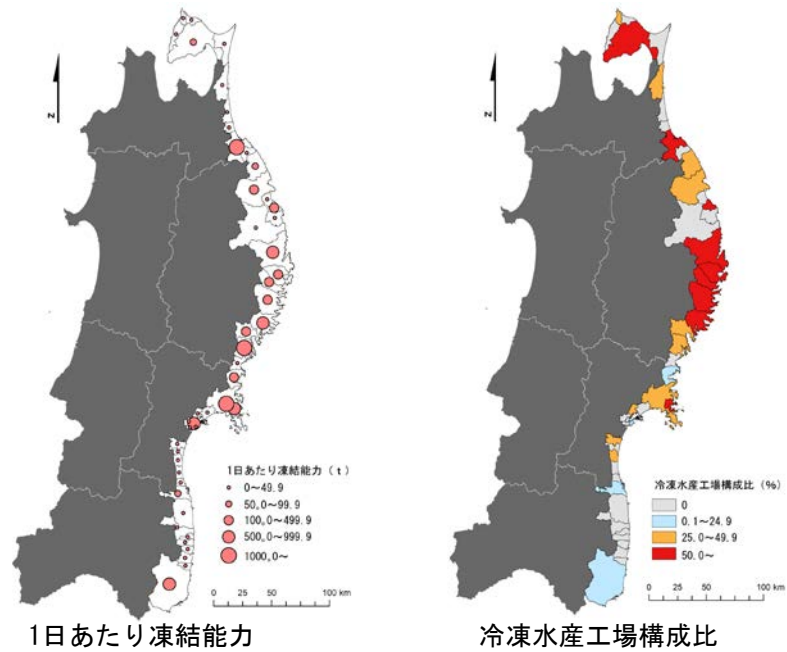 N
1日あたり凍結能力（t）
0～49.9
50.0～99.9
100.0～499.9
500.0～999.9
1000.0～
0 25 50 100 km
1日あたり凍結能力
N
冷凍水産工場構成比（%）
0
0.1～24.9
25.0～49.9
50.0～
0 25 50 100 km
冷凍水産工場構成比